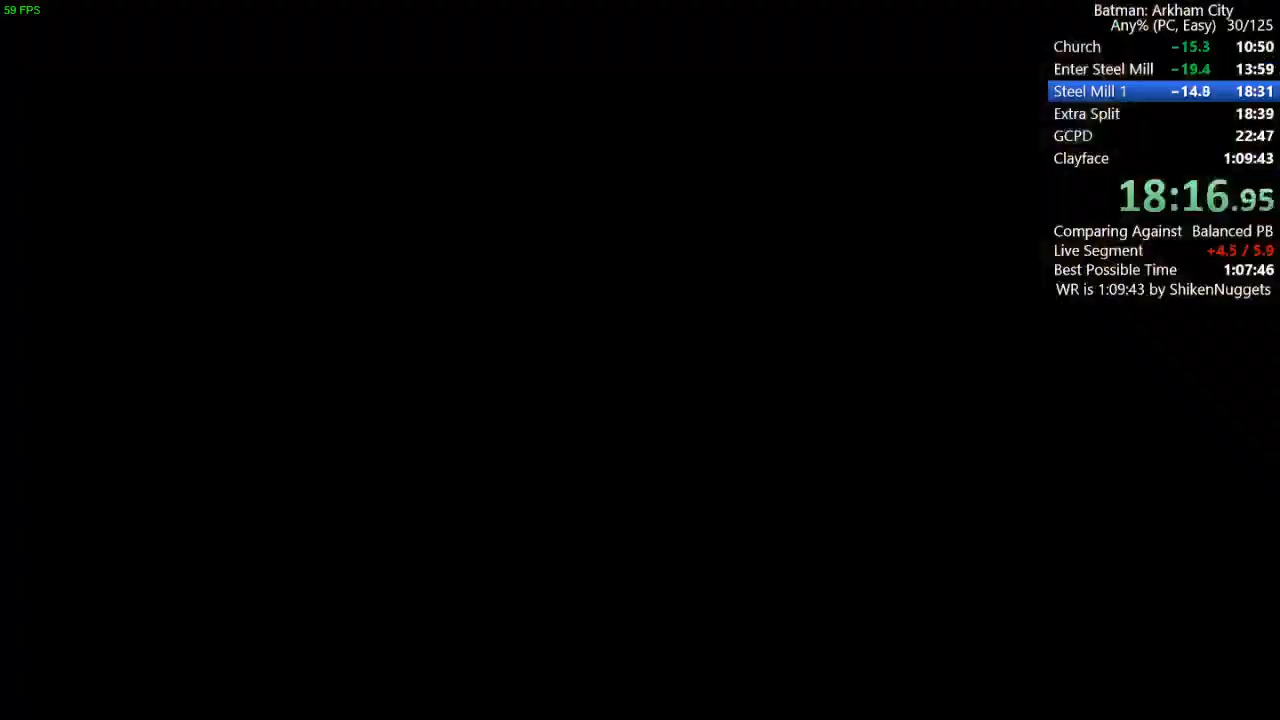 59 FPS
Batman: Arkham City
Any% (PC, Easy) 30/125
Church -15.3 10:50
Enter Steel Mill -19.4 13:59
Steel Mill 1 -14.8 18:31
Extra Split 18:39
GCPD 22:47
Clayface 1:09:43
18:16.95
Comparing Against Balanced PB
Live Segment +4.5 / 5.9
Best Possible Time 1:07:46
WR is 1:09:43 by ShikenNuggets